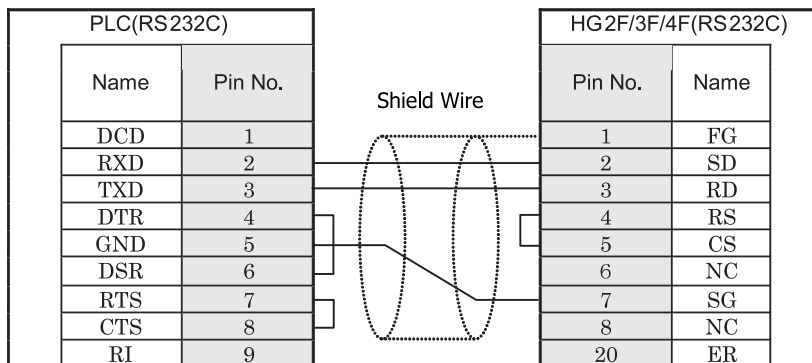 PLC(RS232C) HG2F/3F/4F(RS232C)
Name Pin No. Pin No. Name
Shield Wire
DCD 1 1 FG
RXD 2 2 SD
TXD 3 3 RD
DTR 4 4 RS
GND 5 5 CS
DSR 6 6 NC
RTS 7 7 SG
CTS 8 8 NC
RI 9 20 ER